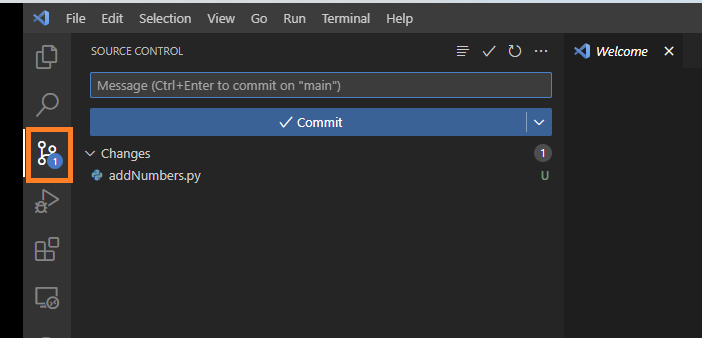 File Edit Selection View Go Run Terminal Help
SOURCE CONTROL
Welcome
Message (Ctrl+Enter to commit on "main")
Commit
1
Changes 1
addNumbers.py U